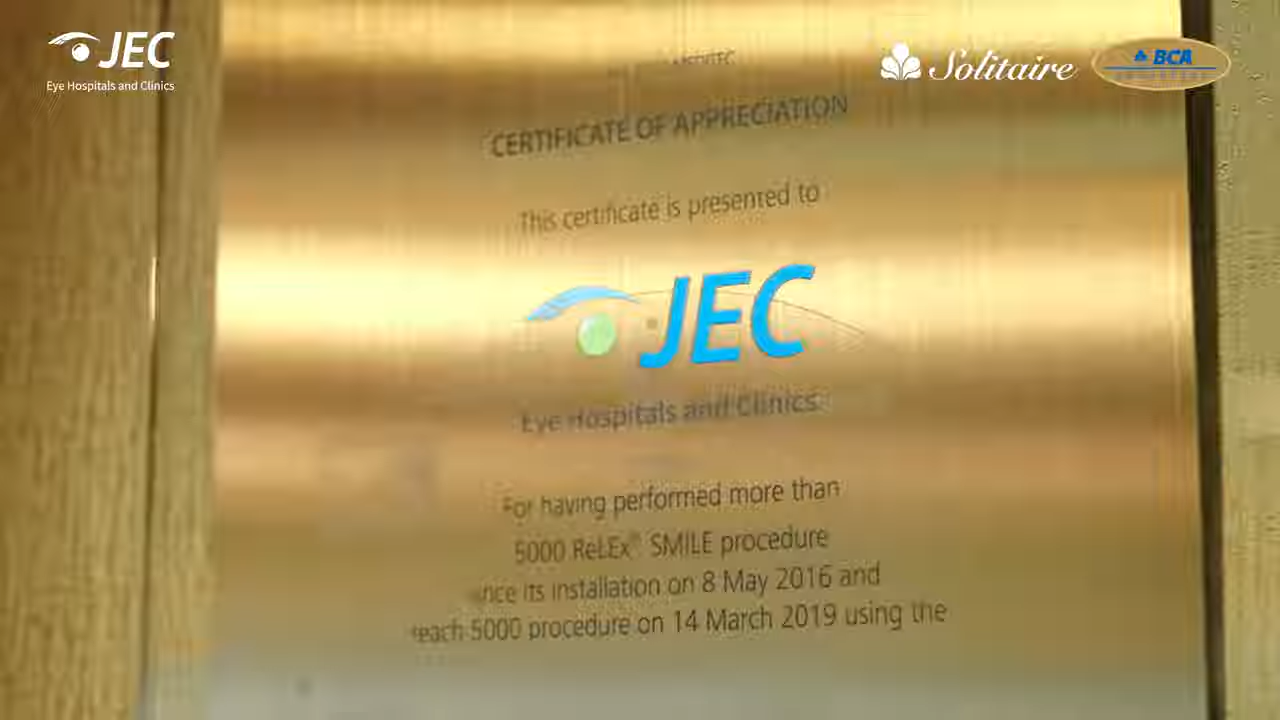 JEC
Eye Hospitals and Clinics
Solitaire
BCA
CERTIFICATE OF APPRECIATION
This certificate is presented to
JEC
Eye Hospitals and Clinics
For having performed more than
5000 ReLEx® SMILE procedure
its installation on 8 May 2016 and
reach 5000 procedure on 14 March 2019 using the